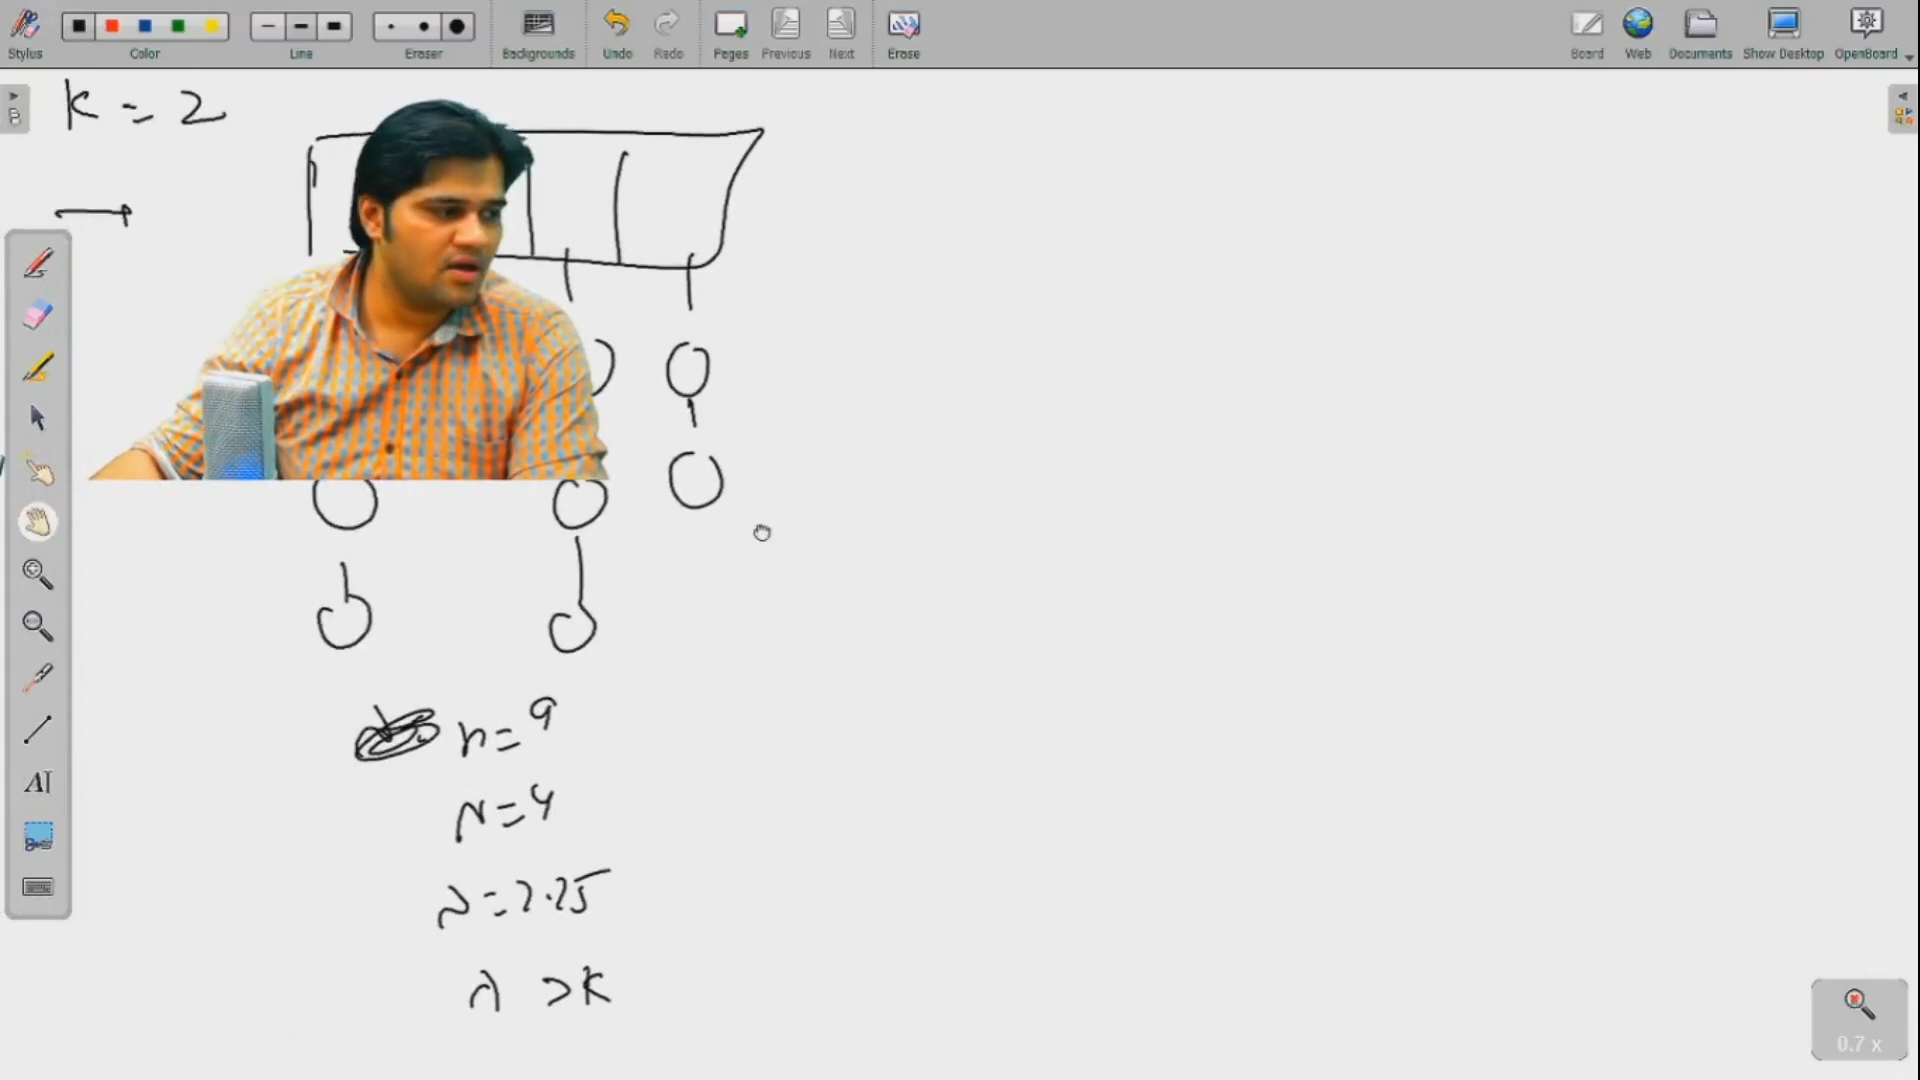 Stylus
Color
Line
Eraser
Backgrounds
Undo
Redo
Pages
Previous
Next
Erase
Board
Web
Documents
Show Desktop
OpenBoard
B
k = 2
n = 9
N = 4
λ = 2.25
λ > k
AI
0.7 x